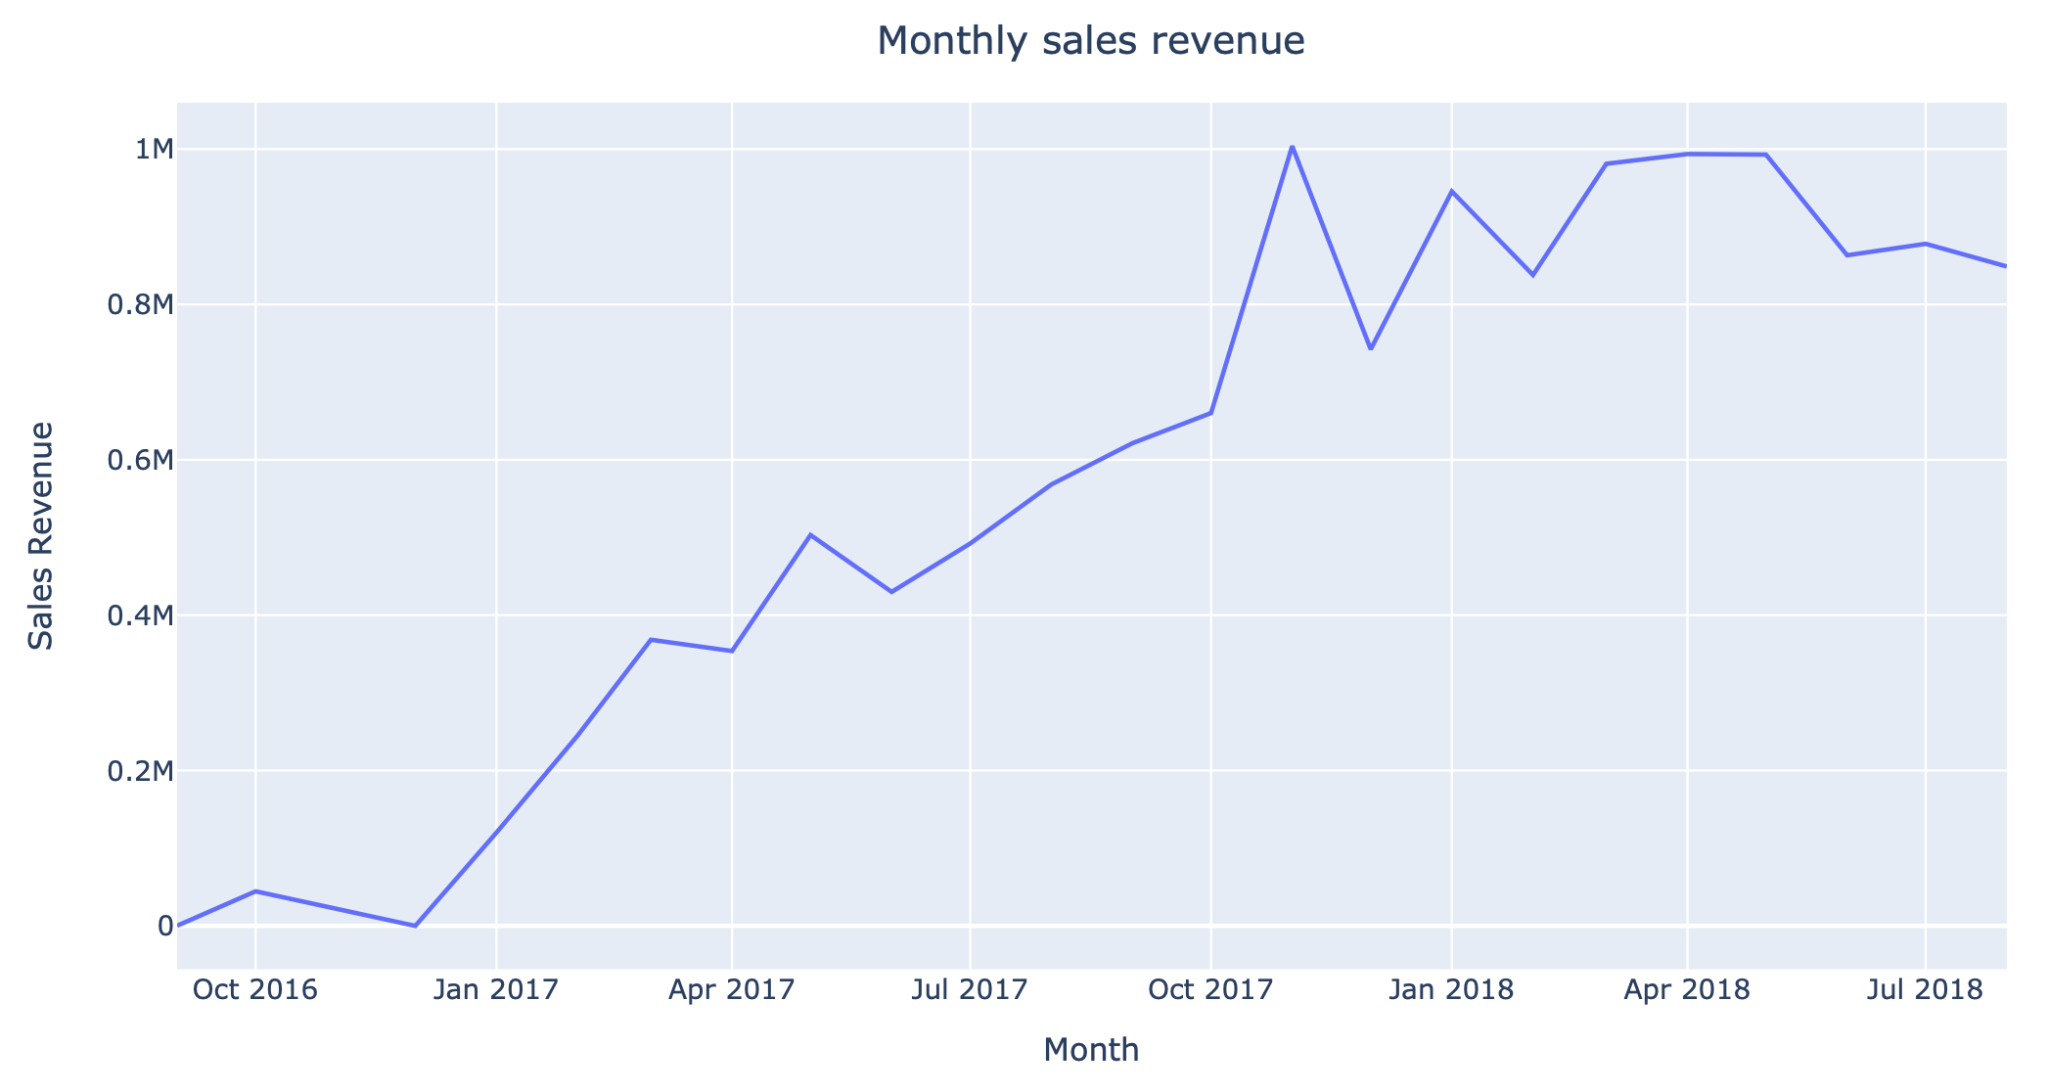 Monthly sales revenue
1M
0.8M
0.6M
0.4M
0.2M
0
Sales Revenue
Oct 2016 Jan 2017 Apr 2017 Jul 2017 Oct 2017 Jan 2018 Apr 2018 Jul 2018
Month